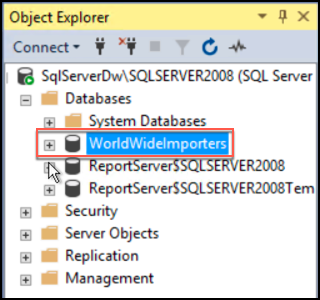 Object Explorer
Connect
SqlServerDw\SQLSERVER2008 (SQL Server
Databases
System Databases
WorldWideImporters
ReportServer$SQLSERVER2008
ReportServer$SQLSERVER2008Tem
Security
Server Objects
Replication
Management